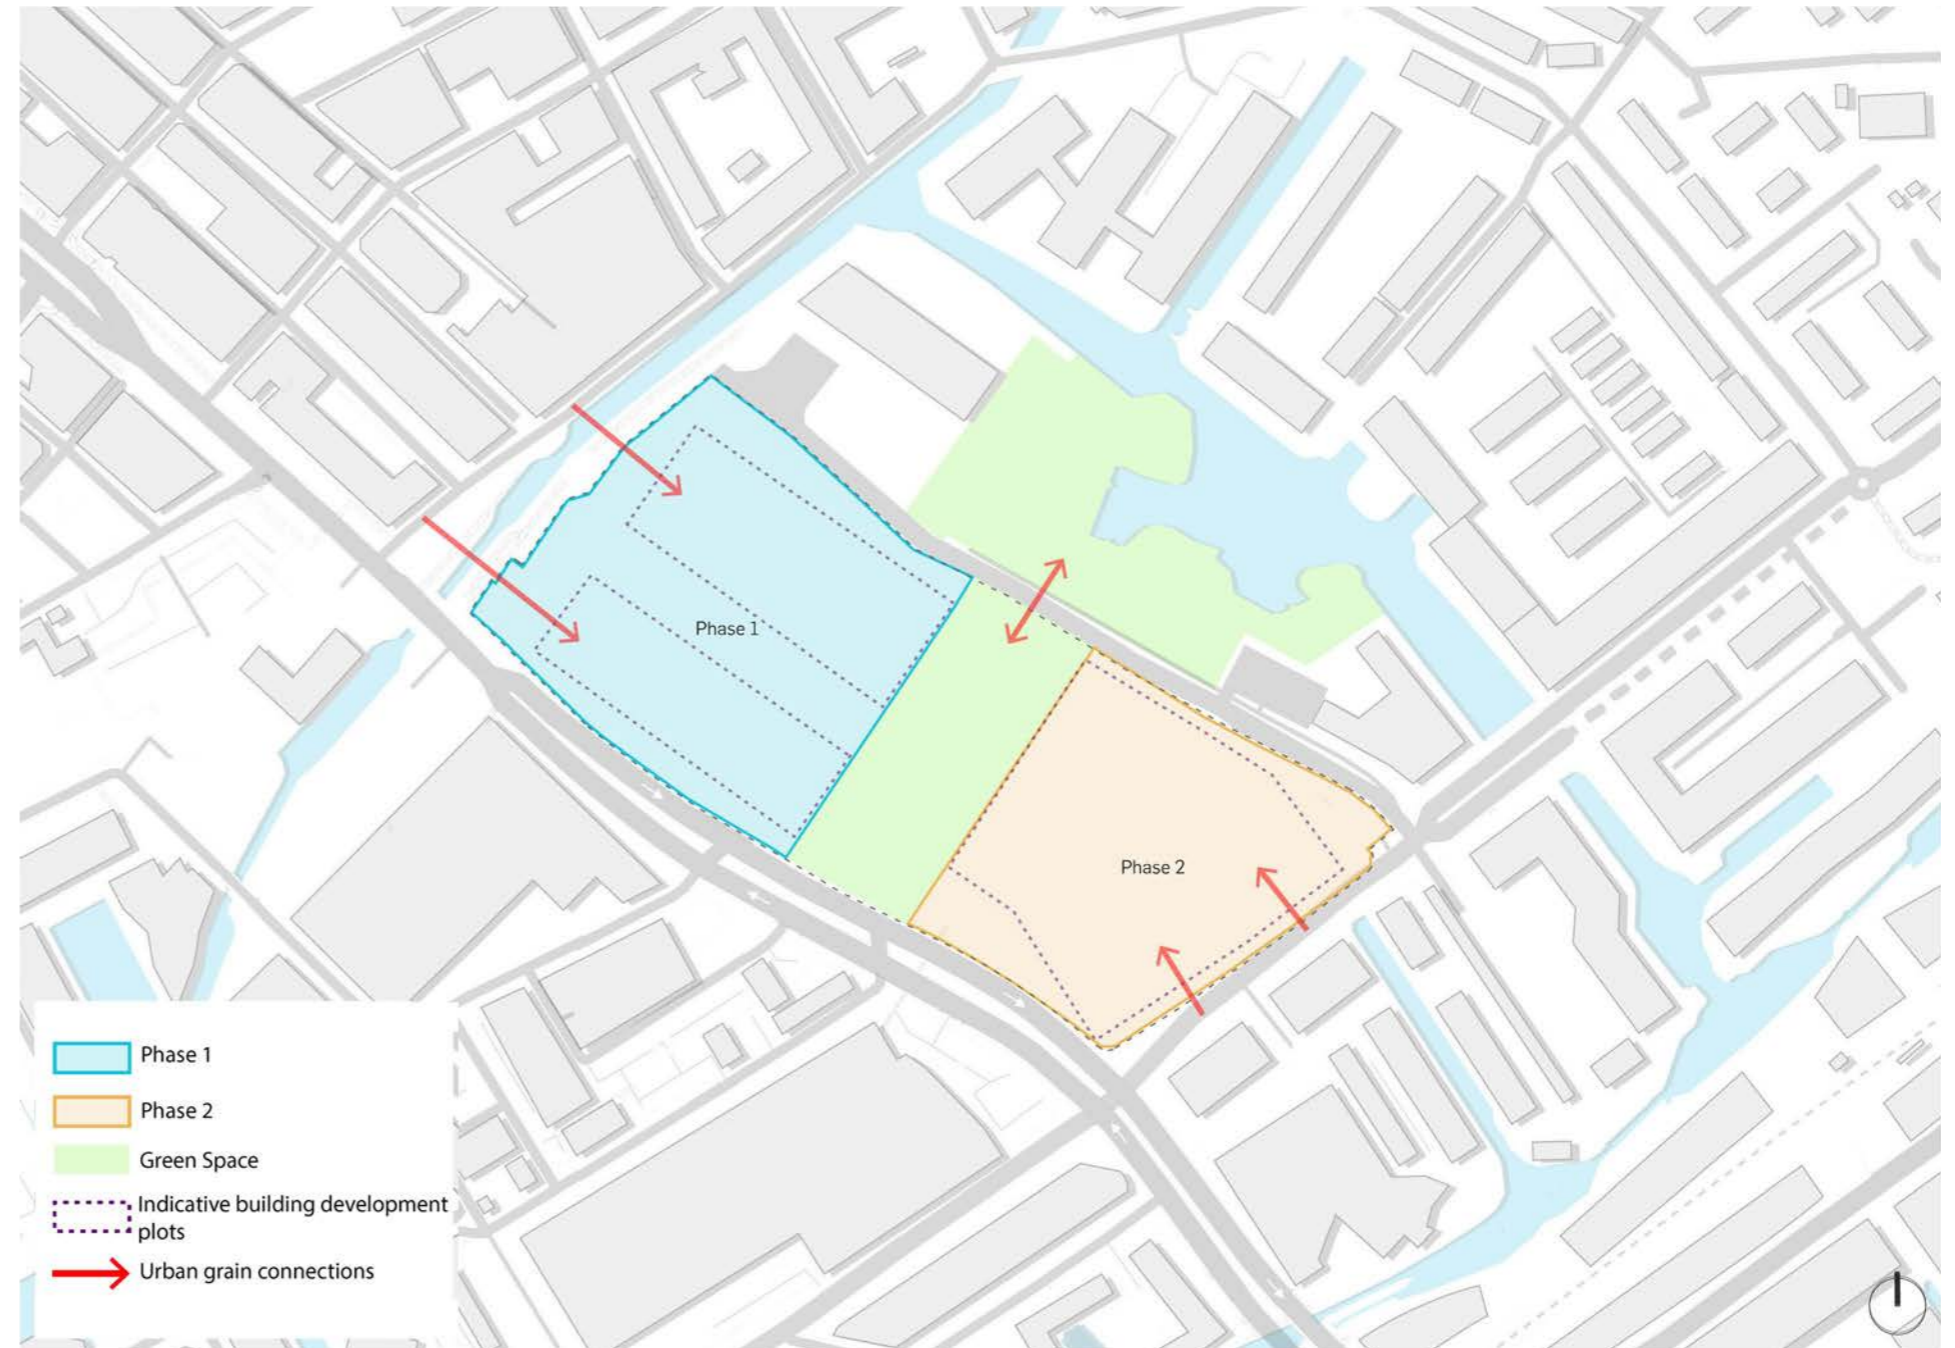 Phase 1
Phase 2
Phase 1
Phase 2
Green Space
Indicative building development
plots
Urban grain connections